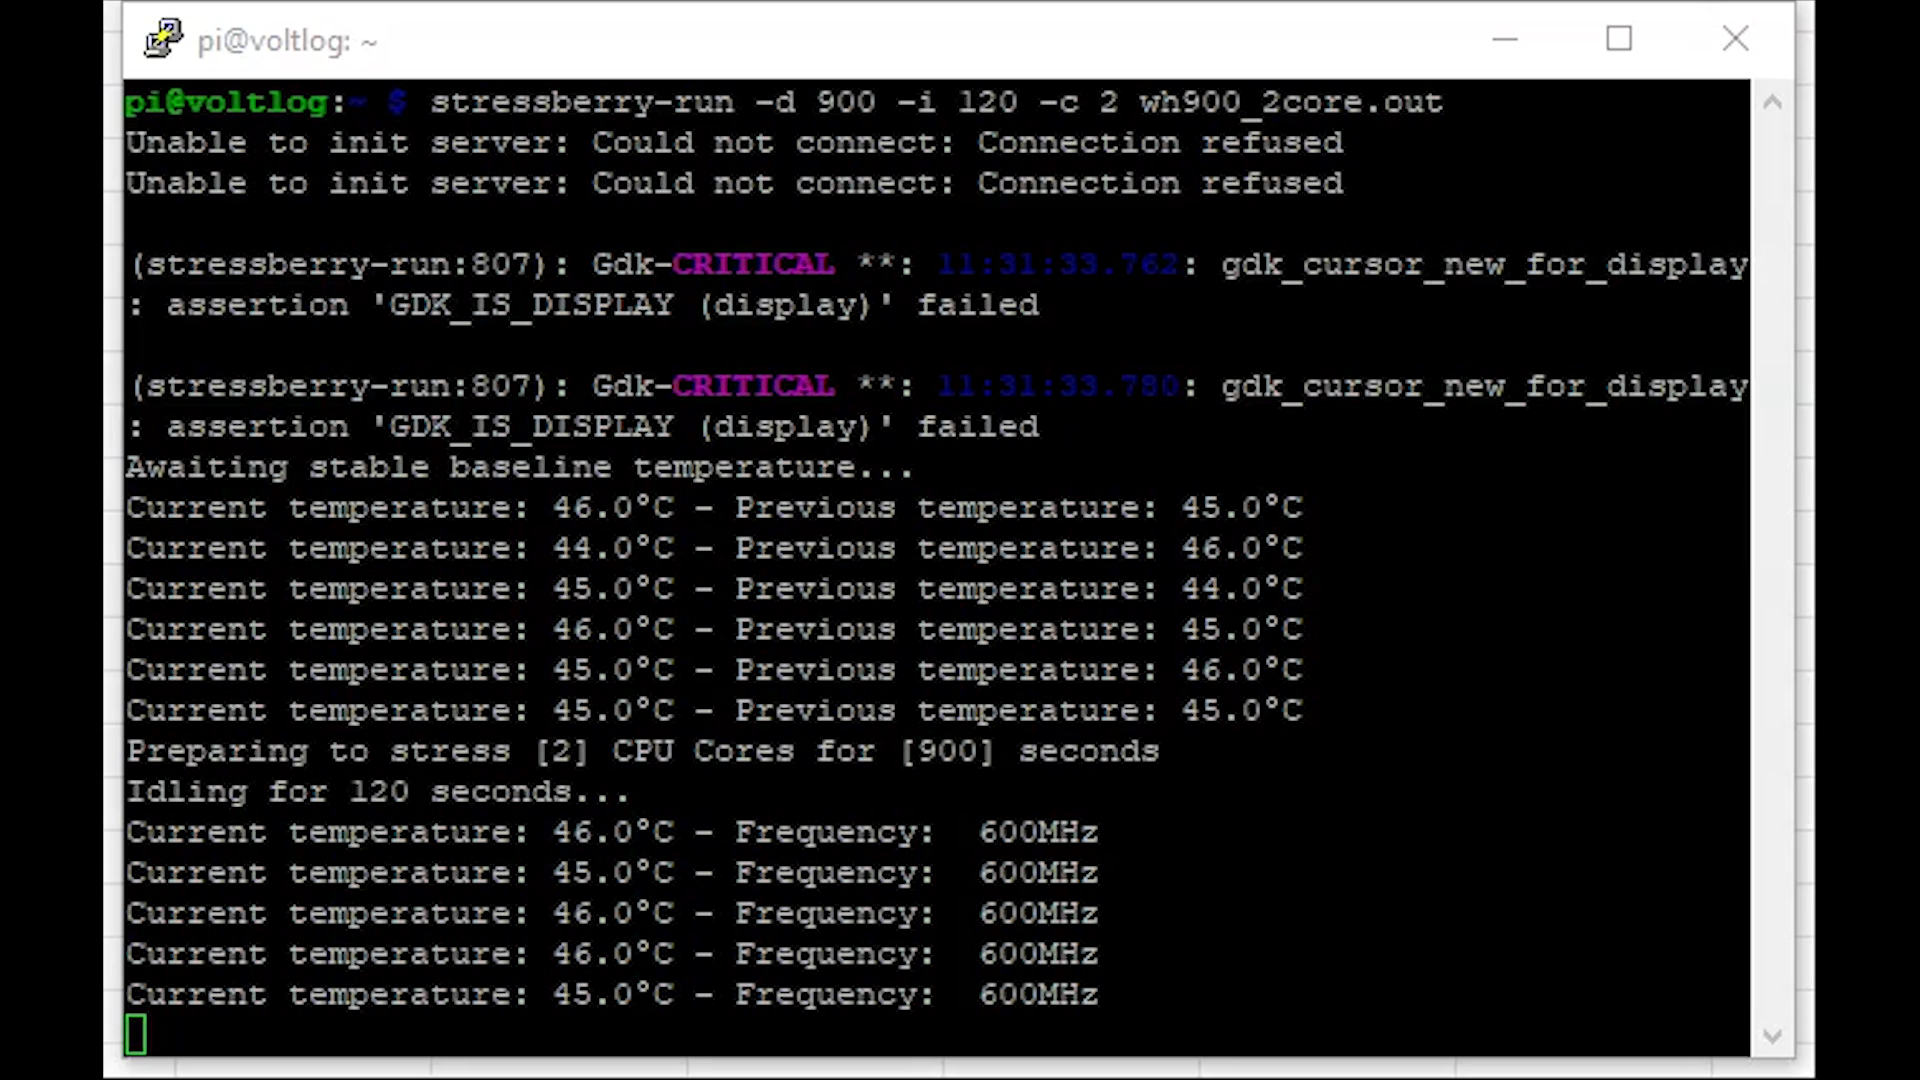 pi@voltlog: ~
pi@voltlog:~ $ stressberry-run -d 900 -i 120 -c 2 wh900_2core.out
Unable to init server: Could not connect: Connection refused
Unable to init server: Could not connect: Connection refused
(stressberry-run:807): Gdk-CRITICAL **: 11:31:33.762: gdk_cursor_new_for_display
: assertion 'GDK_IS_DISPLAY (display)' failed
(stressberry-run:807): Gdk-CRITICAL **: 11:31:33.780: gdk_cursor_new_for_display
: assertion 'GDK_IS_DISPLAY (display)' failed
Awaiting stable baseline temperature...
Current temperature: 46.0°C - Previous temperature: 45.0°C
Current temperature: 44.0°C - Previous temperature: 46.0°C
Current temperature: 45.0°C - Previous temperature: 44.0°C
Current temperature: 46.0°C - Previous temperature: 45.0°C
Current temperature: 45.0°C - Previous temperature: 46.0°C
Current temperature: 45.0°C - Previous temperature: 45.0°C
Preparing to stress [2] CPU Cores for [900] seconds
Idling for 120 seconds...
Current temperature: 46.0°C - Frequency:  600MHz
Current temperature: 45.0°C - Frequency:  600MHz
Current temperature: 46.0°C - Frequency:  600MHz
Current temperature: 46.0°C - Frequency:  600MHz
Current temperature: 45.0°C - Frequency:  600MHz